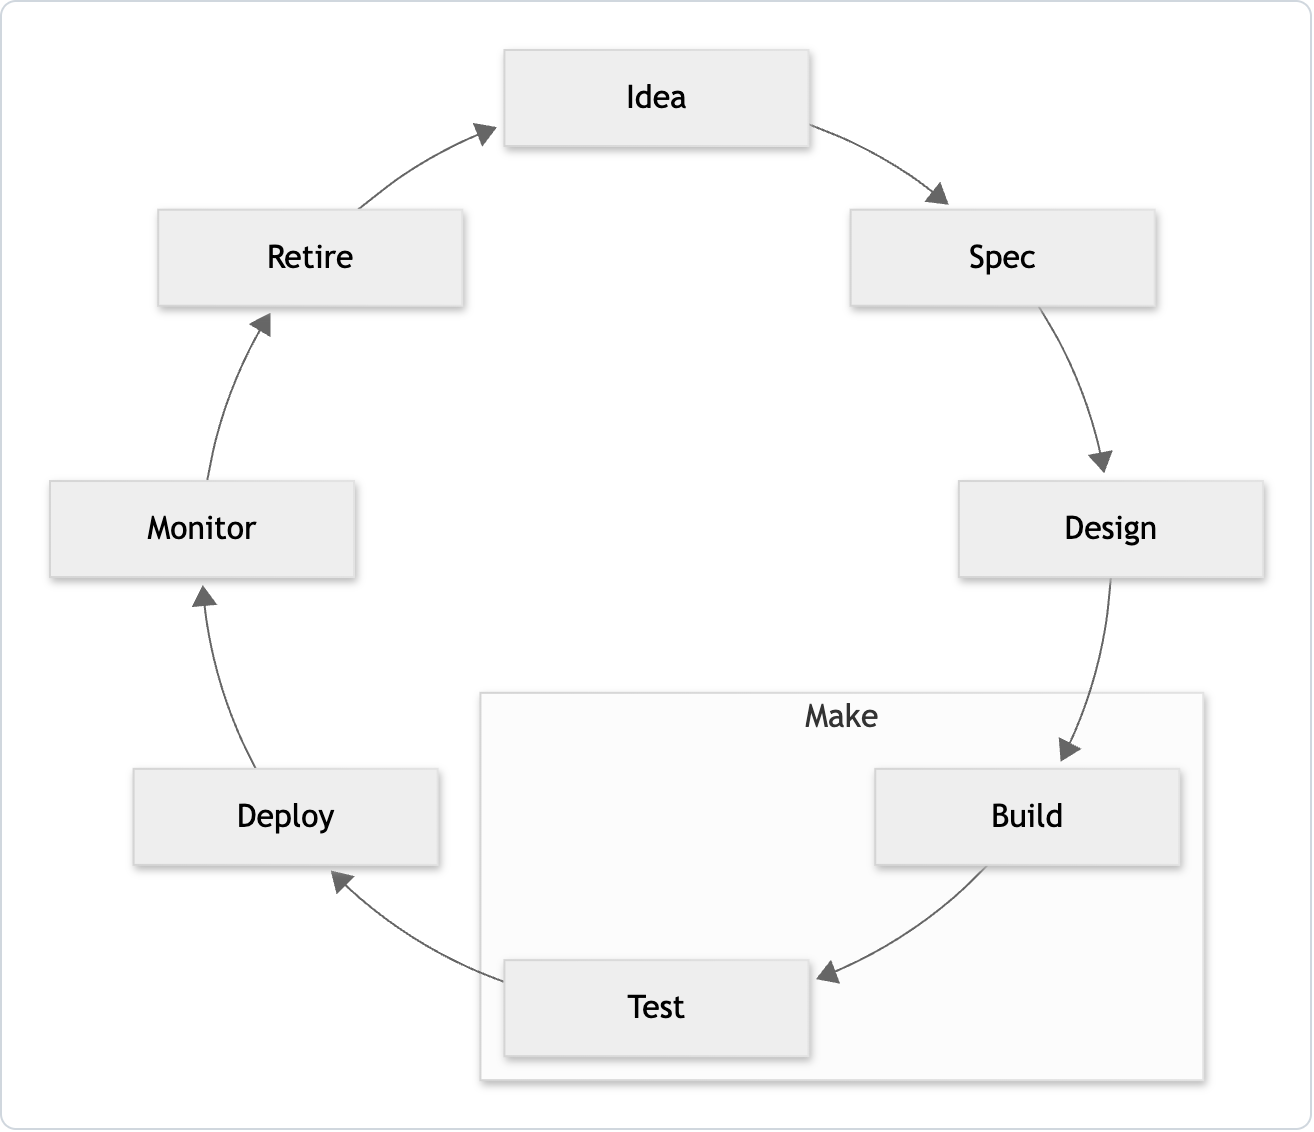 Idea
Spec
Design
Make
Build
Test
Deploy
Monitor
Retire